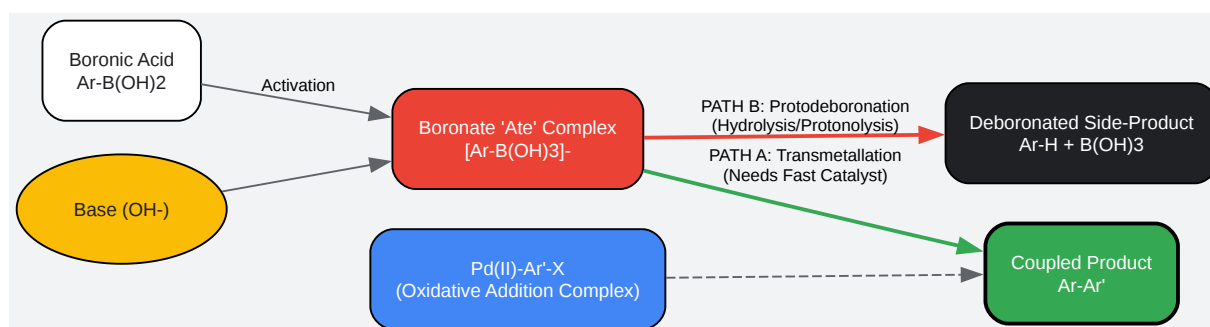 Boronic Acid
Ar-B(OH)2
Activation
Base (OH-)
Boronate 'Ate' Complex
[Ar-B(OH)3]-
PATH B: Protodeboronation
(Hydrolysis/Protonolysis)
PATH A: Transmetallation
(Needs Fast Catalyst)
Deboronated Side-Product
Ar-H + B(OH)3
Pd(II)-Ar'-X
(Oxidative Addition Complex)
Coupled Product
Ar-Ar'